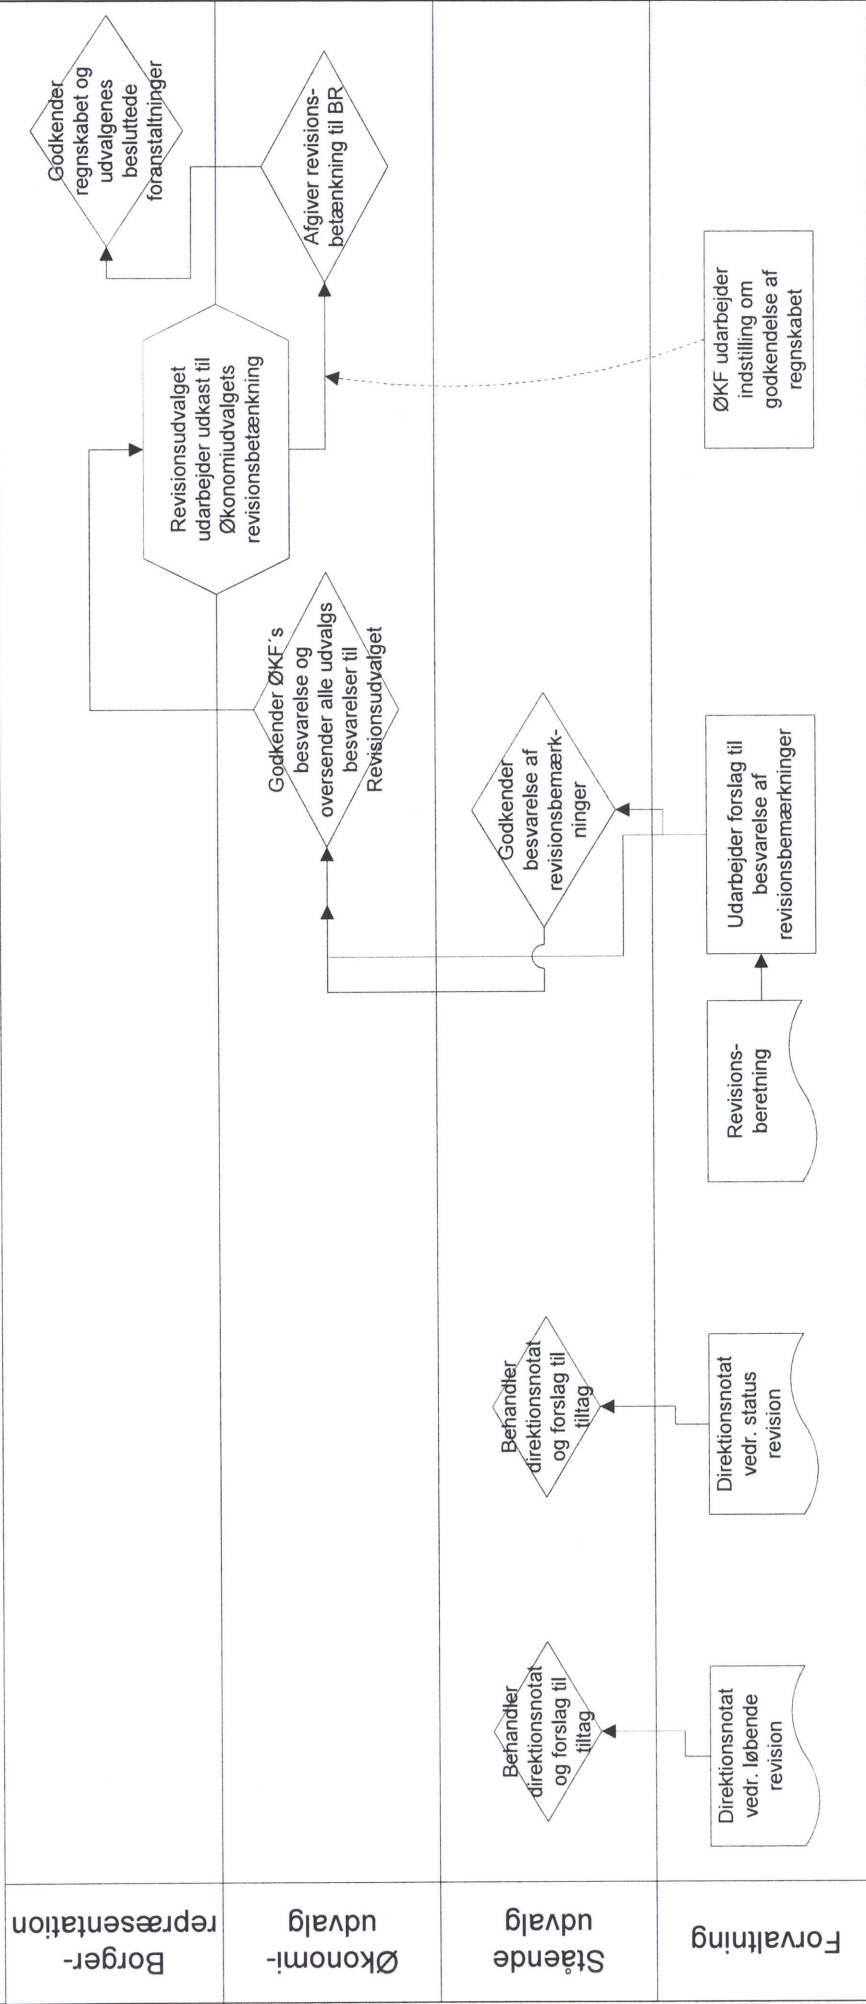 Borger-
repræsentation
Økonomi-
udvalg
Stående
udvalg
Forvaltning
Direktionsnotat
vedr. løbende
revision
Behandler
direktionsnotat
og forslag til
tiltag
Direktionsnotat
vedr. status
revision
Behandler
direktionsnotat
og forslag til
tiltag
Revisions-
beretning
Udarbejder forslag til
besvarelse af
revisionsbemærkninger
Godkender
besvarelse af
revisionsbemærk-
ninger
Godkender ØKF´s
besvarelse og
oversender alle udvalgs
besvarelser til
Revisionsudvalget
Revisionsudvalget
udarbejder udkast til
Økonomiudvalgets
revisionsbetænkning
ØKF udarbejder
indstilling om
godkendelse af
regnskabet
Afgiver revisions-
betænkning til BR
Godkender
regnskabet og
udvalgenes
besluttede
foranstaltninger